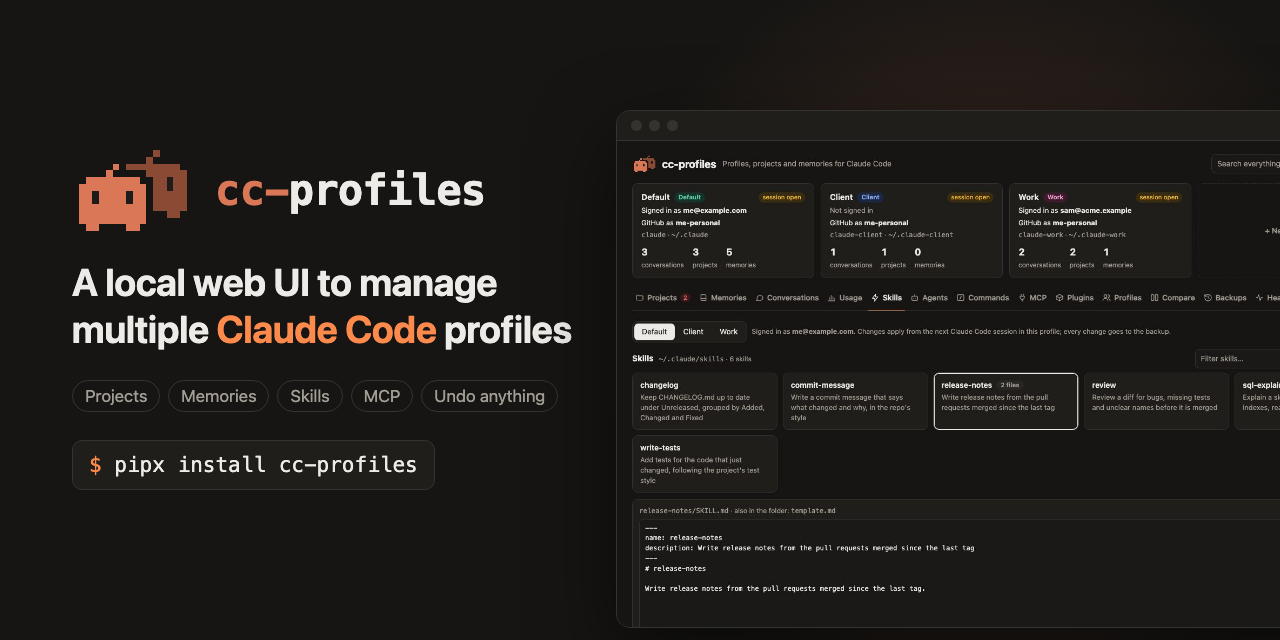 cc-profiles
A local web UI to manage
multiple Claude Code profiles
Projects
Memories
Skills
MCP
Undo anything
$ pipx install cc-profiles
cc-profiles Profiles, projects and memories for Claude Code
Search everything
Default Default session open
Signed in as me@example.com
GitHub as me-personal
claude · ~/.claude
3 3 5
conversations projects memories
Client Client session open
Not signed in
GitHub as me-personal
claude-client · ~/.claude-client
1 1 0
conversations projects memories
Work Work session open
Signed in as sam@acme.example
GitHub as me-personal
claude-work · ~/.claude-work
2 2 1
conversations projects memories
+ Ne
Projects 2 Memories Conversations Usage Skills Agents Commands MCP Plugins Profiles Compare Backups Hea
Default Client Work Signed in as me@example.com. Changes apply from the next Claude Code session in this profile; every change goes to the backup.
Skills ~/.claude/skills · 6 skills
Filter skills...
changelog
Keep CHANGELOG.md up to date
under Unreleased, grouped by Added,
Changed and Fixed
commit-message
Write a commit message that says
what changed and why, in the repo's
style
release-notes 2 files
Write release notes from the pull
requests merged since the last tag
review
Review a diff for bugs, missing tests
and unclear names before it is merged
sql-explai
Explain a s
indexes, rea
write-tests
Add tests for the code that just
changed, following the project's test
style
release-notes/SKILL.md · also in the folder: template.md
---
name: release-notes
description: Write release notes from the pull requests merged since the last tag
---
# release-notes
Write release notes from the pull requests merged since the last tag.